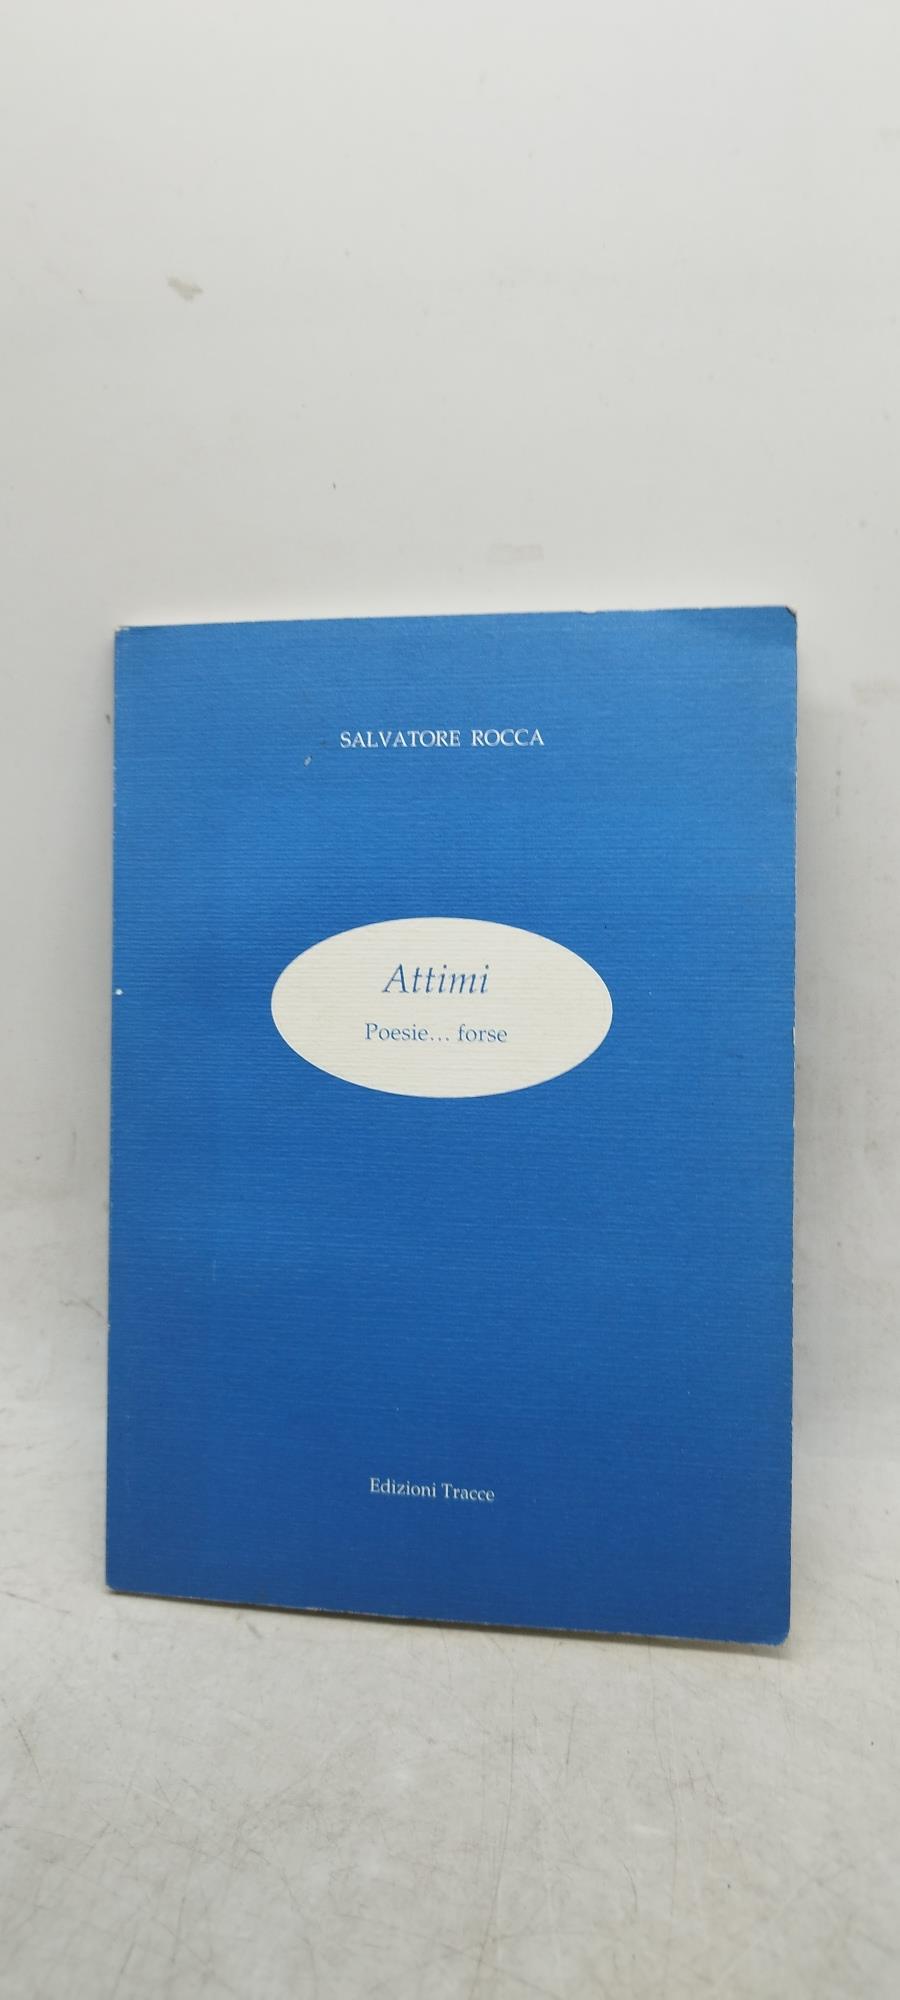 SALVATORE ROCCA
Attimi
Poesie... forse
Edizioni Tracce